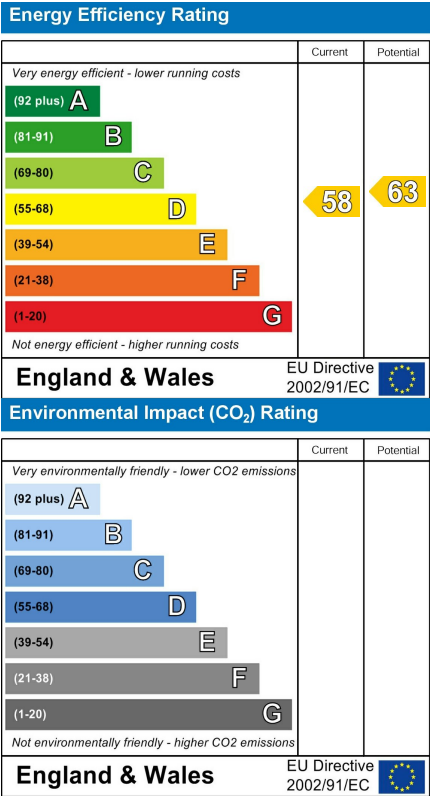 Energy Efficiency Rating
Current Potential
Very energy efficient - lower running costs
(92 plus) A
(81-91) B
(69-80) C
(55-68) D
58 63
(39-54) E
(21-38) F
(1-20) G
Not energy efficient - higher running costs
England & Wales
EU Directive
2002/91/EC
Environmental Impact (CO₂) Rating
Current Potential
Very environmentally friendly - lower CO2 emissions
(92 plus) A
(81-91) B
(69-80) C
(55-68) D
(39-54) E
(21-38) F
(1-20) G
Not environmentally friendly - higher CO2 emissions
England & Wales
EU Directive
2002/91/EC